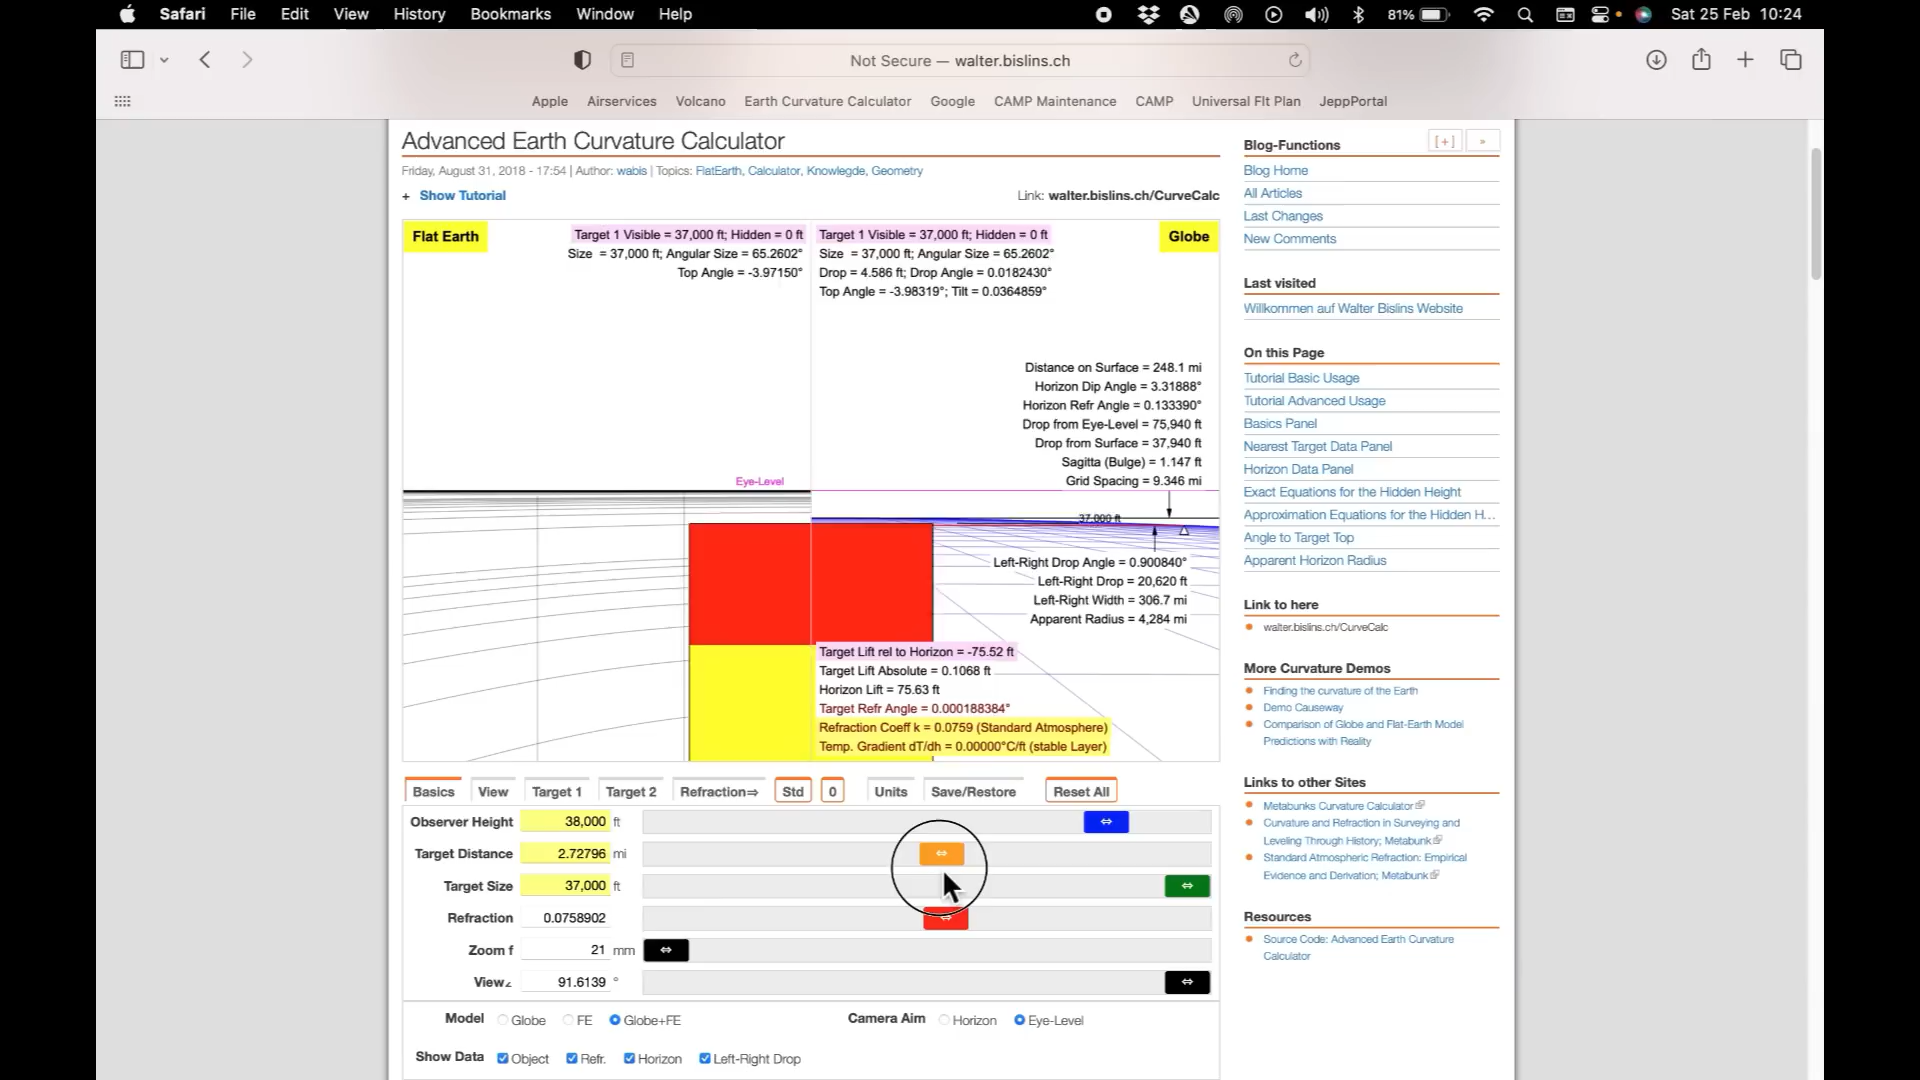 Safari File Edit View History Bookmarks Window Help 81% Sat 25 Feb 10:24
Not Secure — walter.bislins.ch
Apple Airservices Volcano Earth Curvature Calculator Google CAMP Maintenance CAMP Universal Flt Plan JeppPortal
Advanced Earth Curvature Calculator
Friday, August 31, 2018 - 17:54 | Author: wabis | Topics: FlatEarth, Calculator, Knowlegde, Geometry
+ Show Tutorial
Link: walter.bislins.ch/CurveCalc
Flat Earth
Target 1 Visible = 37,000 ft; Hidden = 0 ft
Size = 37,000 ft; Angular Size = 65.2602°
Top Angle = -3.97150°
Eye-Level
Globe
Target 1 Visible = 37,000 ft; Hidden = 0 ft
Size = 37,000 ft; Angular Size = 65.2602°
Drop = 4.586 ft; Drop Angle = 0.0182430°
Top Angle = -3.98319°; Tilt = 0.0364859°
Distance on Surface = 248.1 mi
Horizon Dip Angle = 3.31888°
Horizon Refr Angle = 0.133390°
Drop from Eye-Level = 75,940 ft
Drop from Surface = 37,940 ft
Sagitta (Bulge) = 1.147 ft
Grid Spacing = 9.346 mi
37,000 ft
Left-Right Drop Angle = 0.900840°
Left-Right Drop = 20,620 ft
Left-Right Width = 306.7 mi
Apparent Radius = 4,284 mi
Target Lift rel to Horizon = -75.52 ft
Target Lift Absolute = 0.1068 ft
Horizon Lift = 75.63 ft
Target Refr Angle = 0.000188384°
Refraction Coeff k = 0.0759 (Standard Atmosphere)
Temp. Gradient dT/dh = 0.00000°C/ft (stable Layer)
Basics View Target 1 Target 2 Refraction⇒ Std 0 Units Save/Restore Reset All
Observer Height 38,000 ft
Target Distance 2.72796 mi
Target Size 37,000 ft
Refraction 0.0758902
Zoom f 21 mm
View∠ 91.6139 °
Model Globe FE Globe+FE Camera Aim Horizon Eye-Level
Show Data Object Refr. Horizon Left-Right Drop
Blog-Functions [+] »
Blog Home
All Articles
Last Changes
New Comments
Last visited
Willkommen auf Walter Bislins Website
On this Page
Tutorial Basic Usage
Tutorial Advanced Usage
Basics Panel
Nearest Target Data Panel
Horizon Data Panel
Exact Equations for the Hidden Height
Approximation Equations for the Hidden H...
Angle to Target Top
Apparent Horizon Radius
Link to here
walter.bislins.ch/CurveCalc
More Curvature Demos
Finding the curvature of the Earth
Demo Causeway
Comparison of Globe and Flat-Earth Model
Predictions with Reality
Links to other Sites
Metabunks Curvature Calculator
Curvature and Refraction in Surveying and
Leveling Through History; Metabunk
Standard Atmospheric Refraction: Empirical
Evidence and Derivation; Metabunk
Resources
Source Code: Advanced Earth Curvature
Calculator